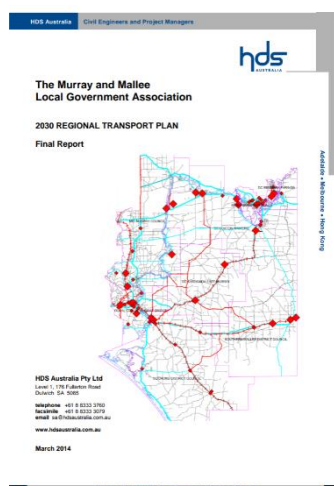 HDS Australia Civil Engineers and Project Managers
hds
AUSTRALIA
The Murray and Mallee
Local Government Association
2030 REGIONAL TRANSPORT PLAN
Final Report
Adelaide • Melbourne • Hong Kong
HDS Australia Pty Ltd
Level 1, 178 Fullarton Road
Dulwich SA 5065
telephone +61 8 8333 3760
facsimile +61 8 8333 3079
email sa@hdsaustralia.com.au
www.hdsaustralia.com.au
March 2014